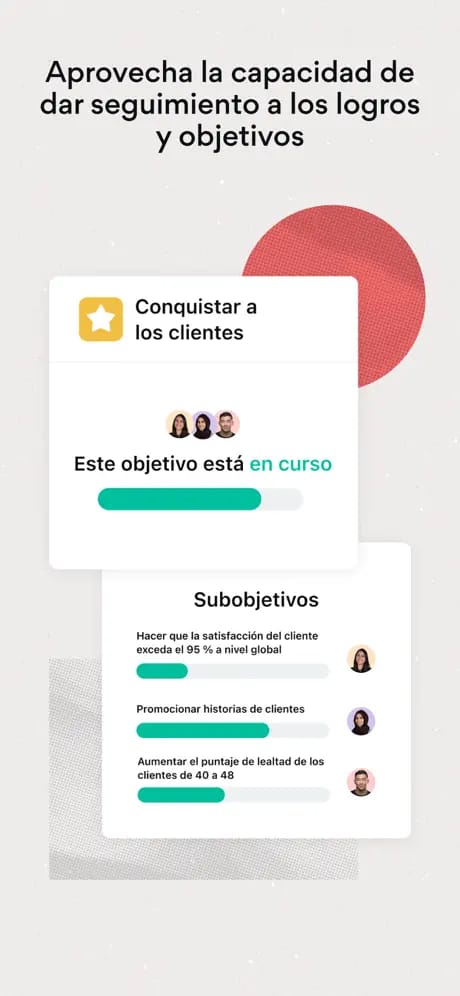 Aprovecha la capacidad de
dar seguimiento a los logros
y objetivos
Conquistar a
los clientes
Este objetivo está en curso
Subobjetivos
Hacer que la satisfacción del cliente
exceda el 95 % a nivel global
Promocionar historias de clientes
Aumentar el puntaje de lealtad de los
clientes de 40 a 48